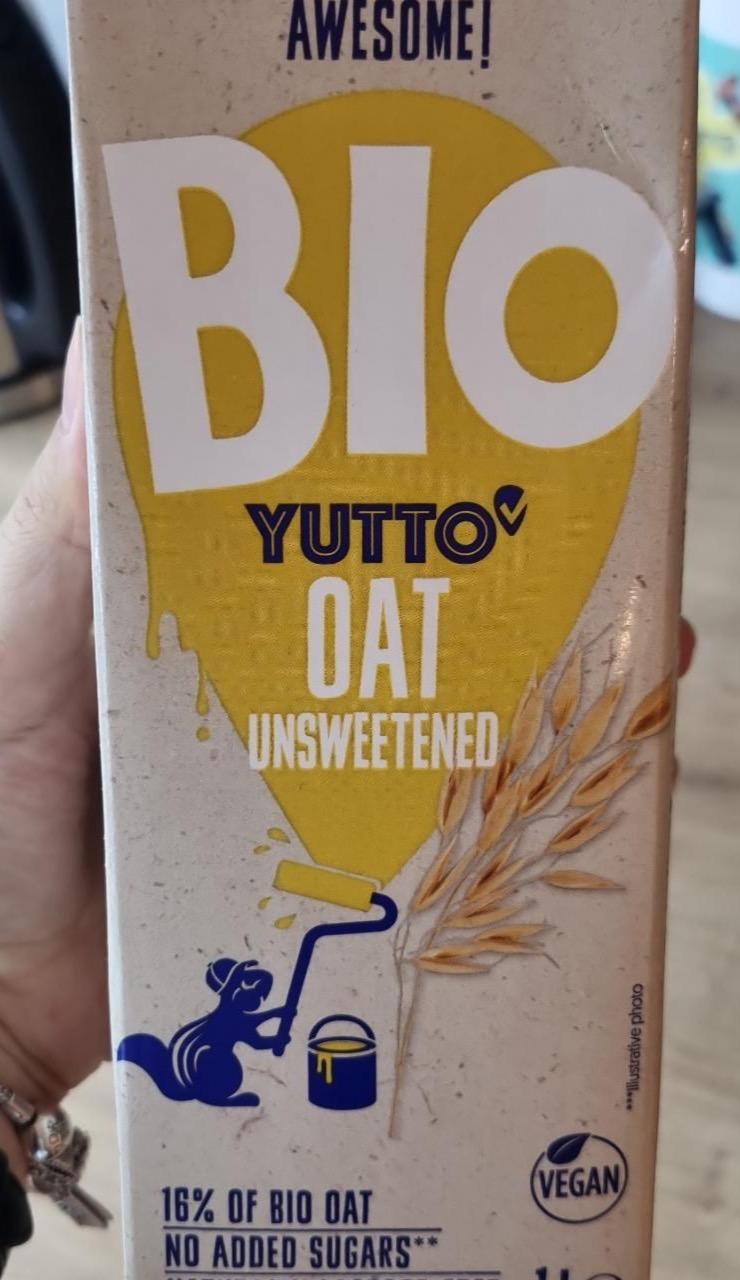 AWESOME!
BIO
YUTTO
OAT
UNSWEETENED
***Illustrative photo
VEGAN
16% OF BIO OAT
NO ADDED SUGARS**